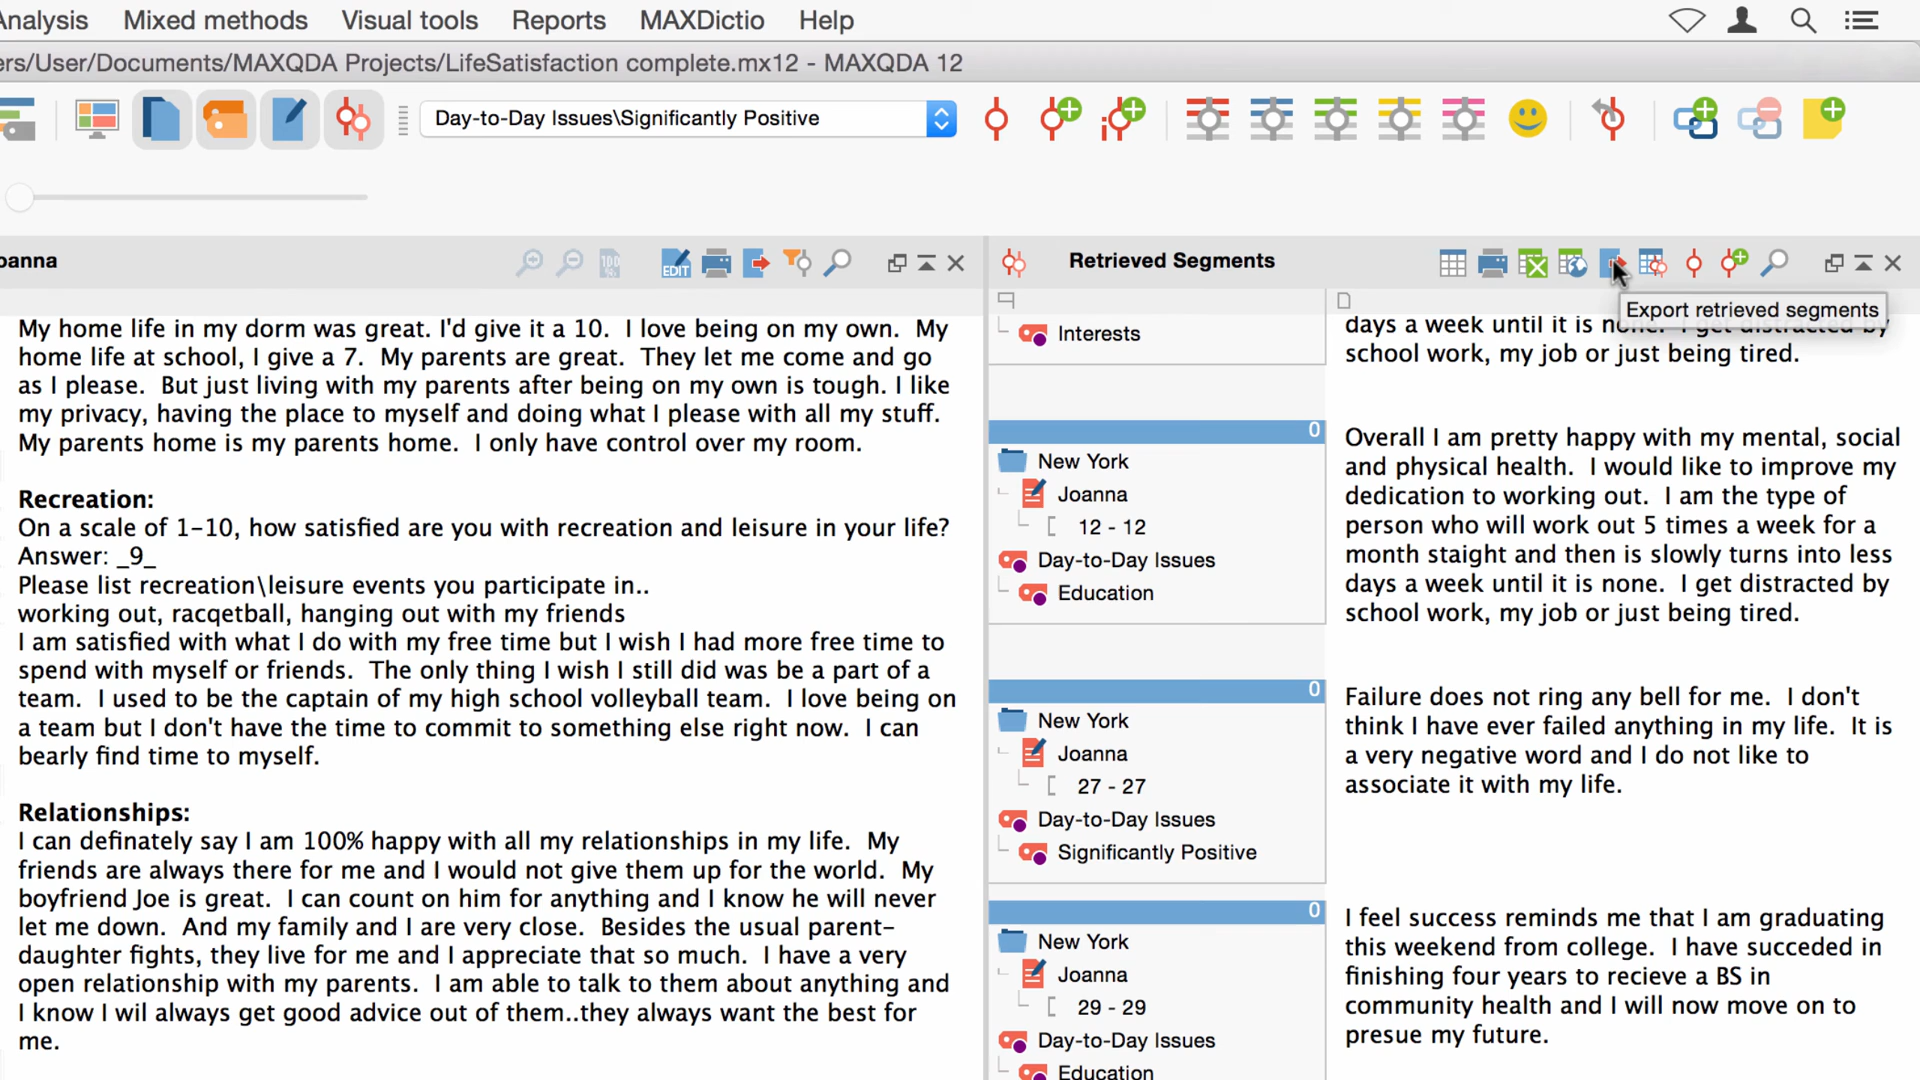 Analysis Mixed methods Visual tools Reports MAXDictio Help
ers/User/Documents/MAXQDA Projects/LifeSatisfaction complete.mx12 - MAXQDA 12
Day-to-Day Issues\Significantly Positive
oanna
100
EDIT
My home life in my dorm was great. I'd give it a 10. I love being on my own. My
home life at school, I give a 7. My parents are great. They let me come and go
as I please. But just living with my parents after being on my own is tough. I like
my privacy, having the place to myself and doing what I please with all my stuff.
My parents home is my parents home. I only have control over my room.
Recreation:
On a scale of 1-10, how satisfied are you with recreation and leisure in your life?
Answer: _9_
Please list recreation\leisure events you participate in..
working out, racqetball, hanging out with my friends
I am satisfied with what I do with my free time but I wish I had more free time to
spend with myself or friends. The only thing I wish I still did was be a part of a
team. I used to be the captain of my high school volleyball team. I love being on
a team but I don't have the time to commit to something else right now. I can
bearly find time to myself.
Relationships:
I can definately say I am 100% happy with all my relationships in my life. My
friends are always there for me and I would not give them up for the world. My
boyfriend Joe is great. I can count on him for anything and I know he will never
let me down. And my family and I are very close. Besides the usual parent-
daughter fights, they live for me and I appreciate that so much. I have a very
open relationship with my parents. I am able to talk to them about anything and
I know I wil always get good advice out of them..they always want the best for
me.
Retrieved Segments
Export retrieved segments
Interests
days a week until it is none. I get distracted by
school work, my job or just being tired.
0
New York
Joanna
12 - 12
Day-to-Day Issues
Education
Overall I am pretty happy with my mental, social
and physical health. I would like to improve my
dedication to working out. I am the type of
person who will work out 5 times a week for a
month staight and then is slowly turns into less
days a week until it is none. I get distracted by
school work, my job or just being tired.
0
New York
Joanna
27 - 27
Day-to-Day Issues
Significantly Positive
Failure does not ring any bell for me. I don't
think I have ever failed anything in my life. It is
a very negative word and I do not like to
associate it with my life.
0
New York
Joanna
29 - 29
Day-to-Day Issues
Education
I feel success reminds me that I am graduating
this weekend from college. I have succeded in
finishing four years to recieve a BS in
community health and I will now move on to
presue my future.